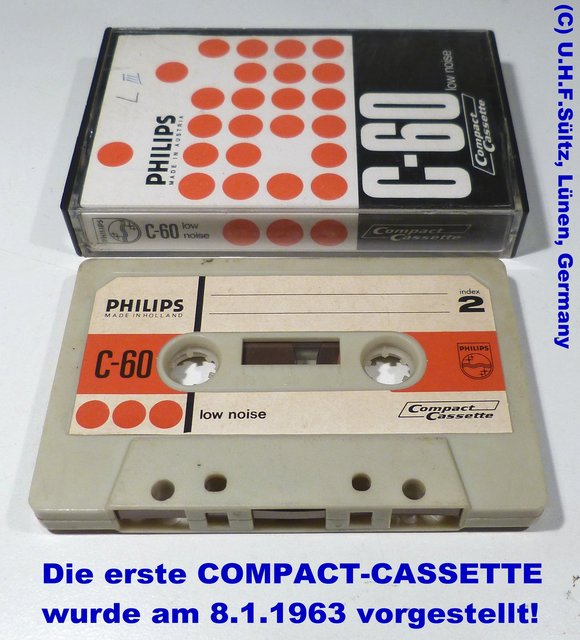 (C) U.H.F.Sültz, Lünen, Germany
L III
PHILIPS
MADE IN AUSTRIA
C-60
low noise
Compact
Cassette
PHILIPS
C-60
low
noise
Compact
Cassette
PHILIPS
MADE IN HOLLAND
index
2
C-60
PHILIPS
low noise
Compact
Cassette
Die erste COMPACT-CASSETTE
wurde am 8.1.1963 vorgestellt!